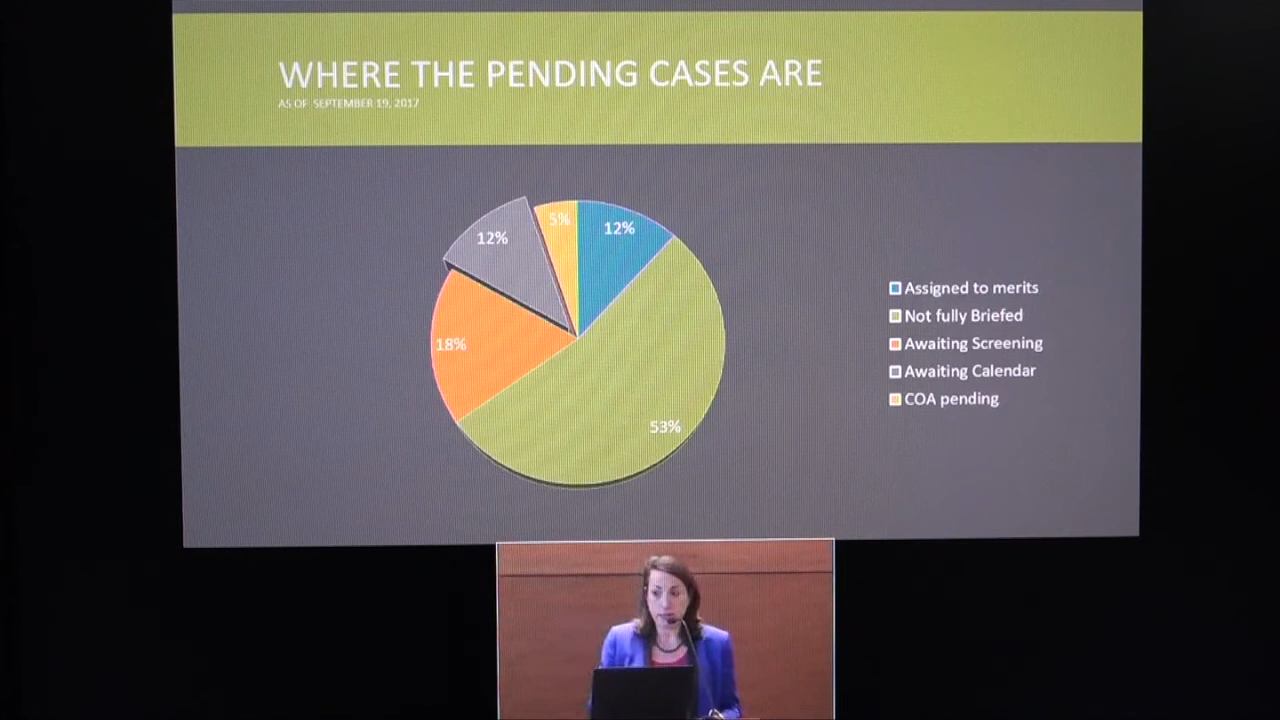 WHERE THE PENDING CASES ARE
AS OF SEPTEMBER 19, 2017
5%
12%
12%
18%
53%
Assigned to merits
Not fully Briefed
Awaiting Screening
Awaiting Calendar
COA pending